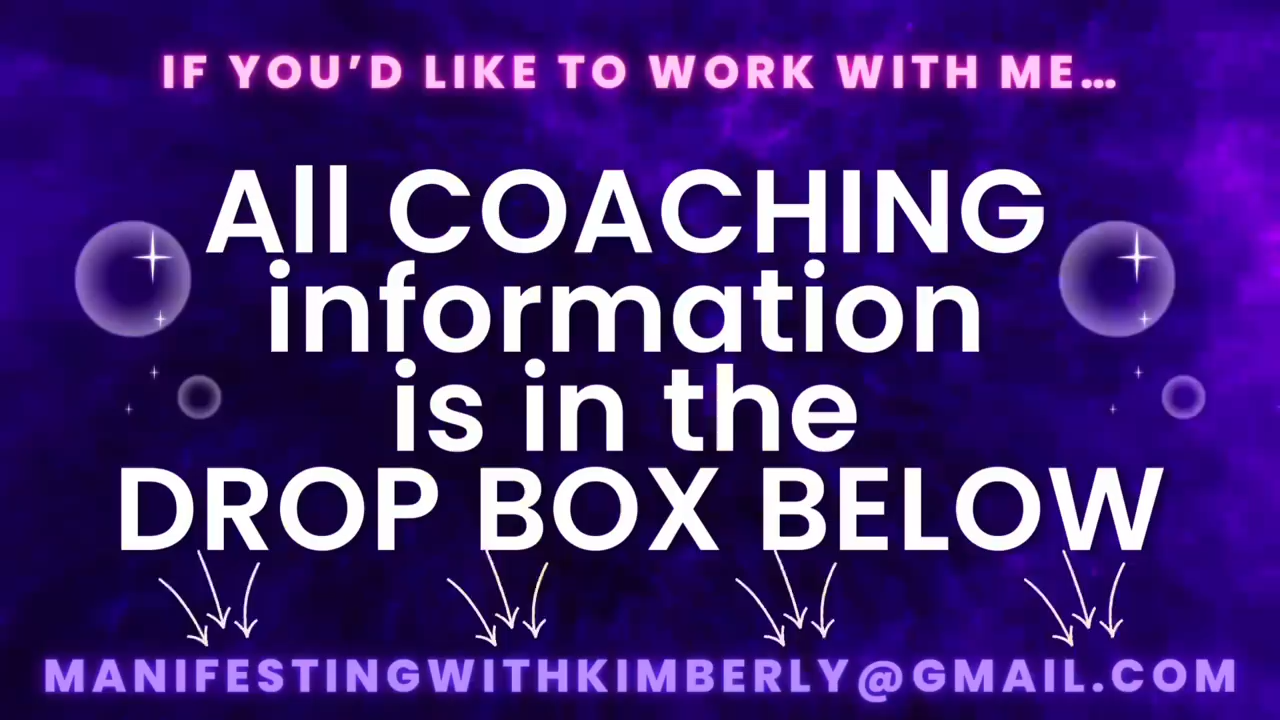 IF YOU’D LIKE TO WORK WITH ME…
All COACHING
information
is in the
DROP BOX BELOW
MANIFESTINGWITHKIMBERLY@GMAIL.COM